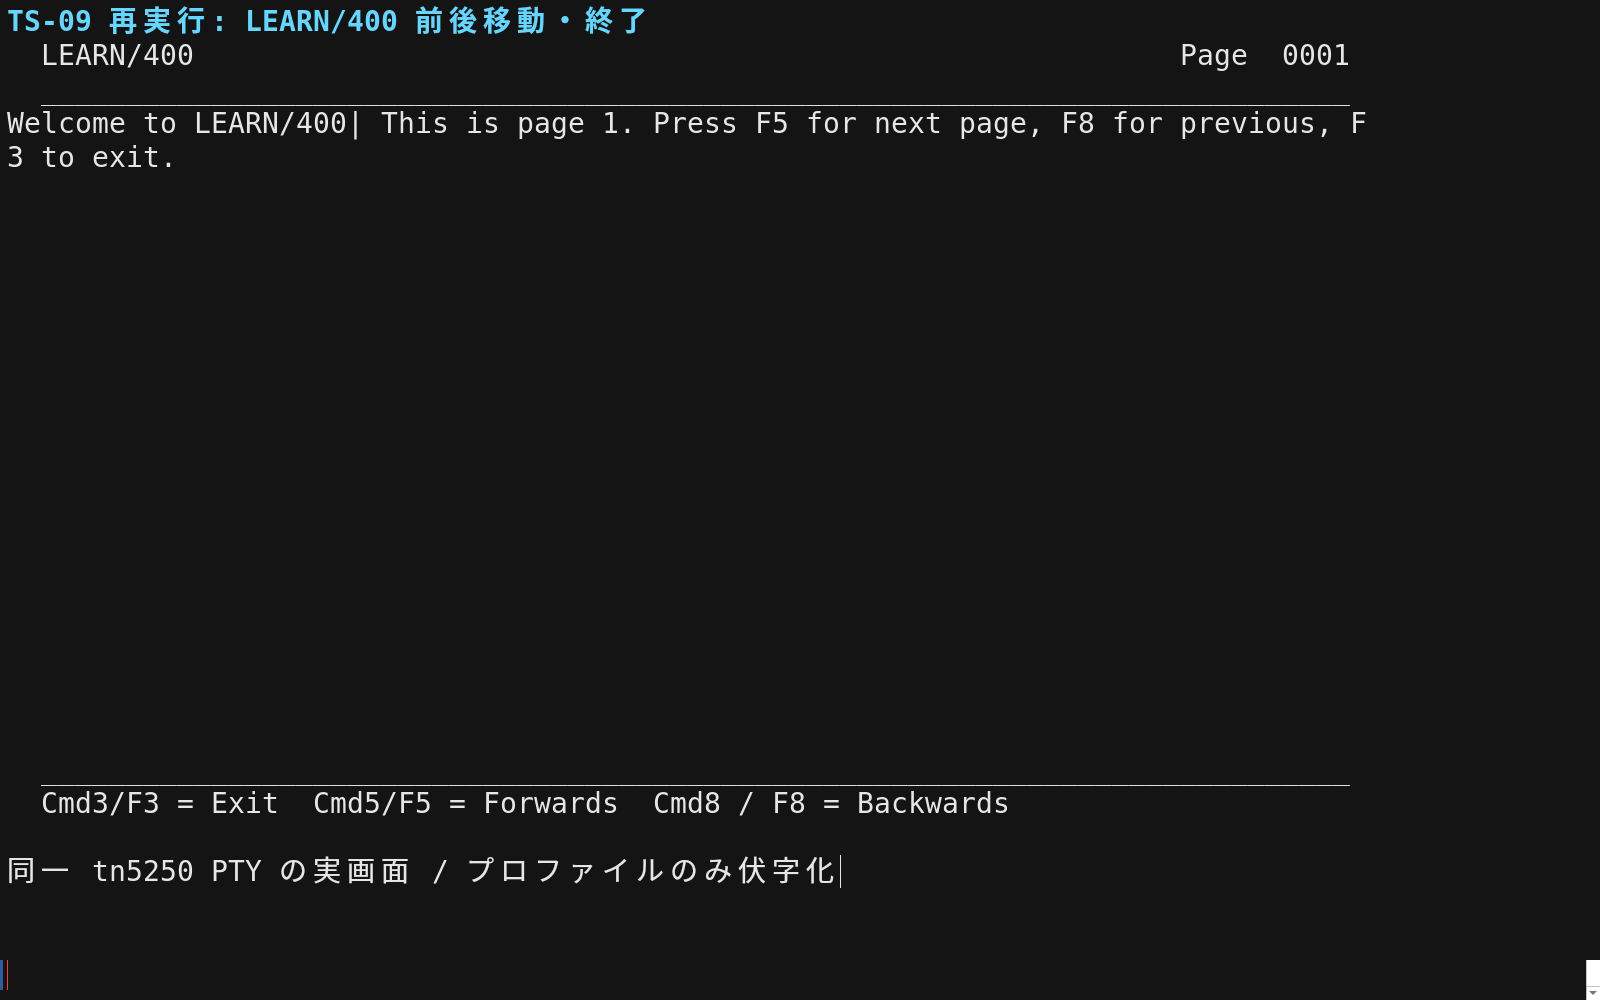 TS-09 再実行: LEARN/400 前後移動・終了
LEARN/400 Page 0001
Welcome to LEARN/400| This is page 1. Press F5 for next page, F8 for previous, F
3 to exit.
Cmd3/F3 = Exit Cmd5/F5 = Forwards Cmd8 / F8 = Backwards
同一 tn5250 PTY の実画面 / プロファイルのみ伏字化